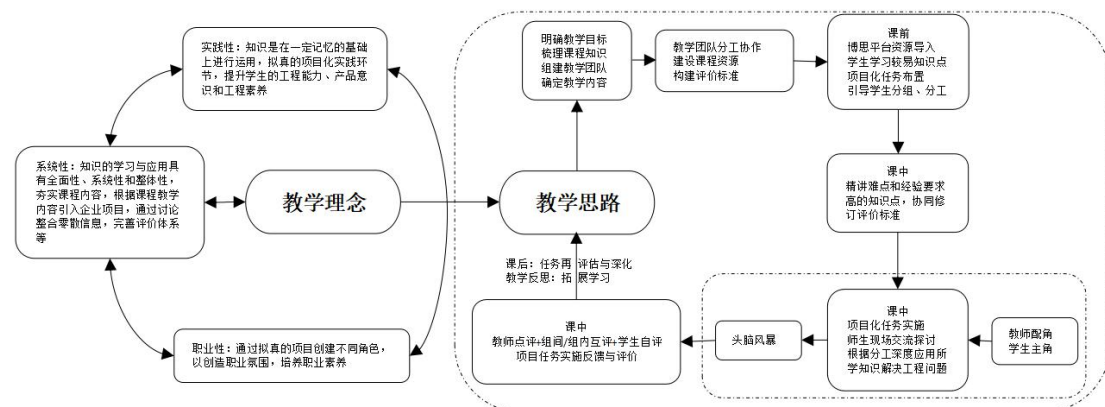 实践性：知识是在一定记忆的基础
上进行运用，拟真的项目化实践环
节，提升学生的工程能力、产品意
识和工程素养
系统性：知识的学习与应用具
有全面性、系统性和整体性，
夯实课程内容，根据课程教学
内容引入企业项目，通过讨论
整合零散信息，完善评价体系
等
教学理念
职业性：通过拟真的项目创建不同角色，
以创造职业氛围，培养职业素养
教学思路
明确教学目标
梳理课程知识
组建教学团队
确定教学内容
教学团队分工协作
建设课程资源
构建评价标准
课前
博思平台资源导入
学生学习较易知识点
项目化任务布置
引导学生分组、分工
课中
精讲难点和经验要求
高的知识点，协同修
订评价标准
课中
项目化任务实施
师生现场交流探讨
根据分工深度应用所
学知识解决工程问题
教师配角
学生主角
头脑风暴
课中
教师点评+组间/组内互评+学生自评
项目任务实施反馈与评价
课后：任务再 评估与深化
教学反思：拓 展学习